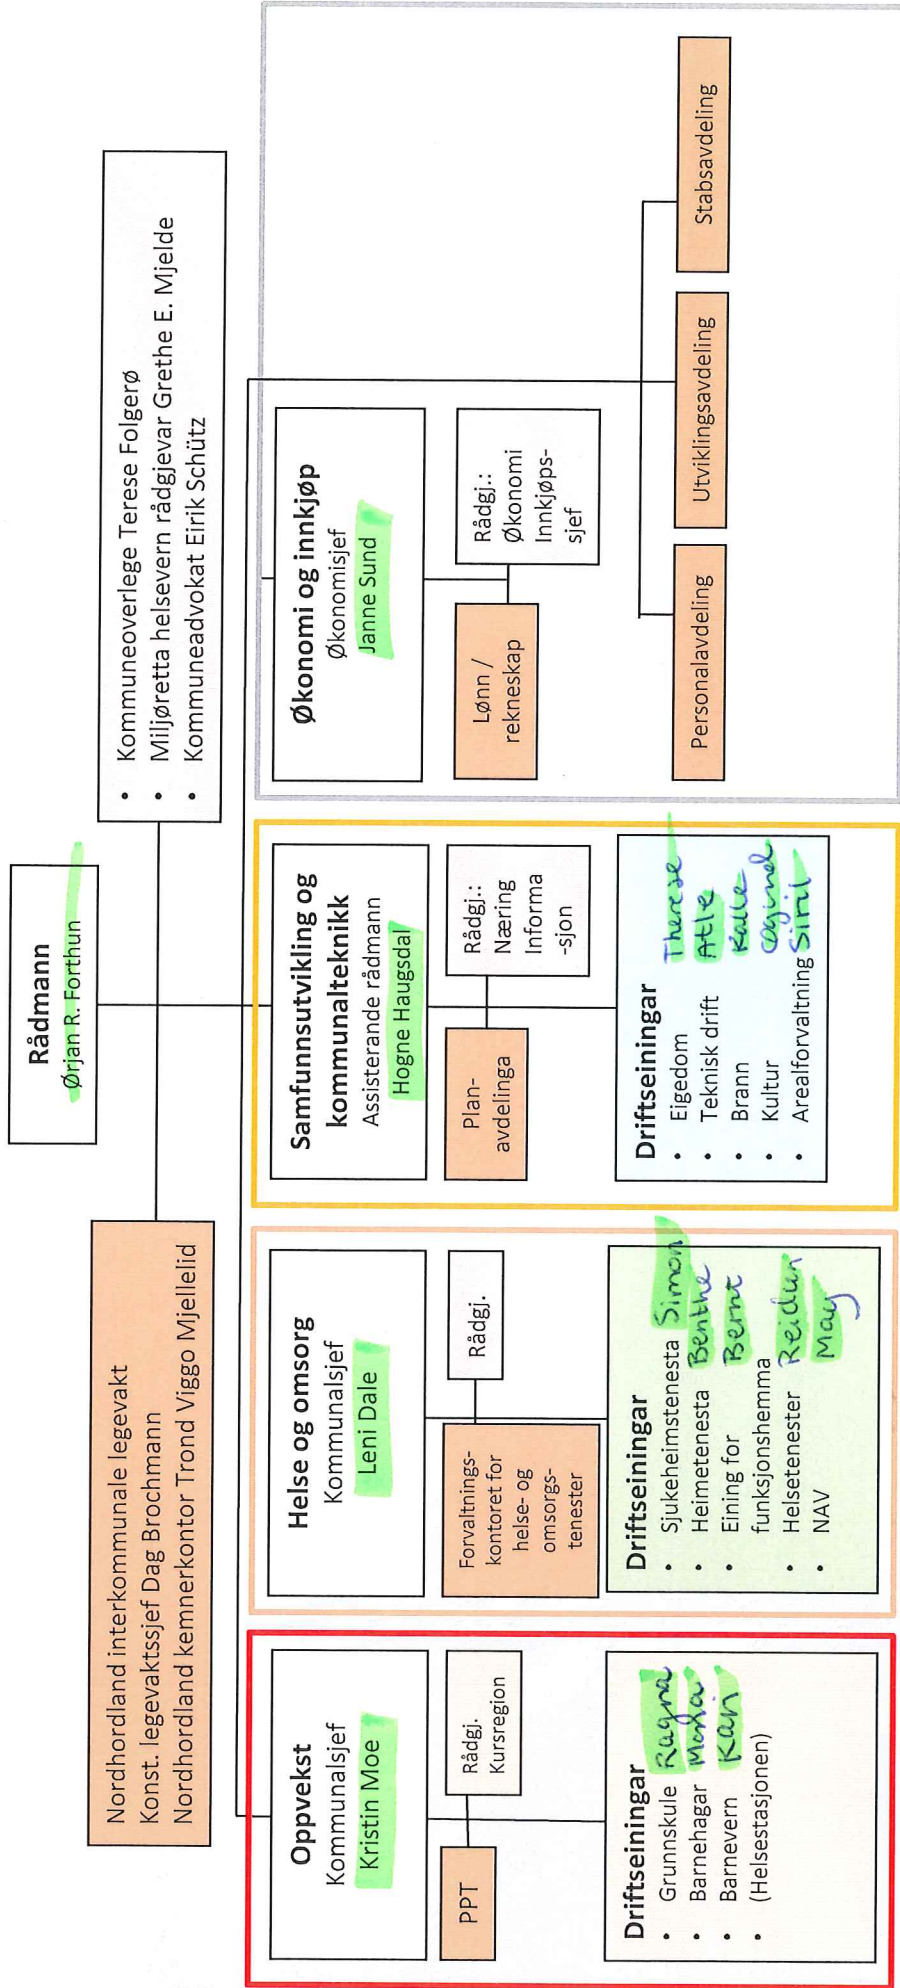 Rådmann
Ørjan R. Forthun
Nordhordland interkommunale legevakt
Konst. legevaktssjef Dag Brochmann
Nordhordland kemnerkontor Trond Viggo Mjellelid
• Kommuneoverlege Terese Folgerø
• Miljøretta helsevern rådgjevar Grethe E. Mjelde
• Kommuneadvokat Eirik Schütz
Oppvekst
Kommunalsjef
Kristin Moe
PPT
Rådgj.
Kursregion
Driftseiningar
• Grunnskule Ragna
• Barnehagar Marta
• Barnevern Kari
• (Helsestasjonen)
Helse og omsorg
Kommunalsjef
Leni Dale
Forvaltnings-
kontoret for
helse- og
omsorgs-
tenester
Rådgj.
Driftseiningar
• Sjukeheimstenesta Simon
• Heimetenesta Benthe
• Eining for
funksjonshemma Bernt
• Helsetenester Reidun
• NAV May
Samfunnsutvikling og
kommunalteknikk
Assisterande rådmann
Hogne Haugsdal
Plan-
avdelinga
Rådgj.:
Næring
Informa
-sjon
Driftseiningar
• Eigedom Therese
• Teknisk drift Atle
• Brann Kalle
• Kultur
• Arealforvaltning Siril
Økonomi og innkjøp
Økonomisjef
Janne Sund
Lønn /
rekneskap
Rådgj.:
Økonomi
Innkjøps-
sjef
Personalavdeling
Utviklingsavdeling
Stabsavdeling